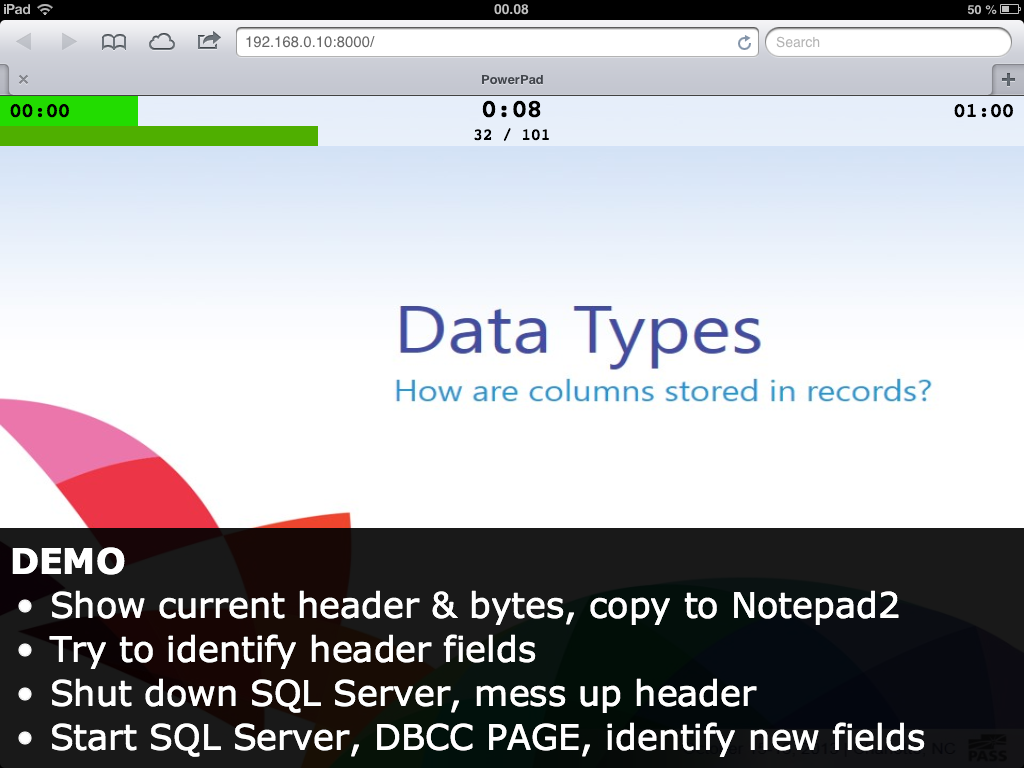 iPad 00.08 50 %
192.168.0.10:8000/ Search
PowerPad
00:00 0:08 01:00
32 / 101
Data Types
How are columns stored in records?
DEMO
• Show current header & bytes, copy to Notepad2
• Try to identify header fields
• Shut down SQL Server, mess up header
• Start SQL Server, DBCC PAGE, identify new fields
NC
PASS